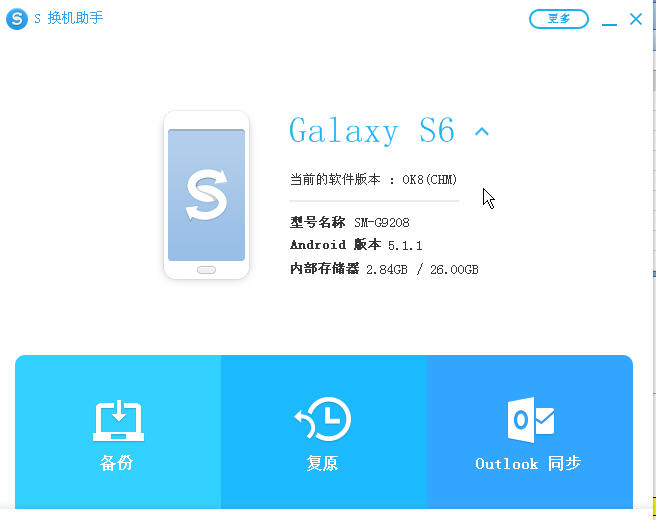 S 换机助手
更多
Galaxy S6
当前的软件版本 : OK8(CHM)
型号名称 SM-G9208
Android 版本 5.1.1
内部存储器 2.84GB / 26.00GB
备份
复原
Outlook 同步